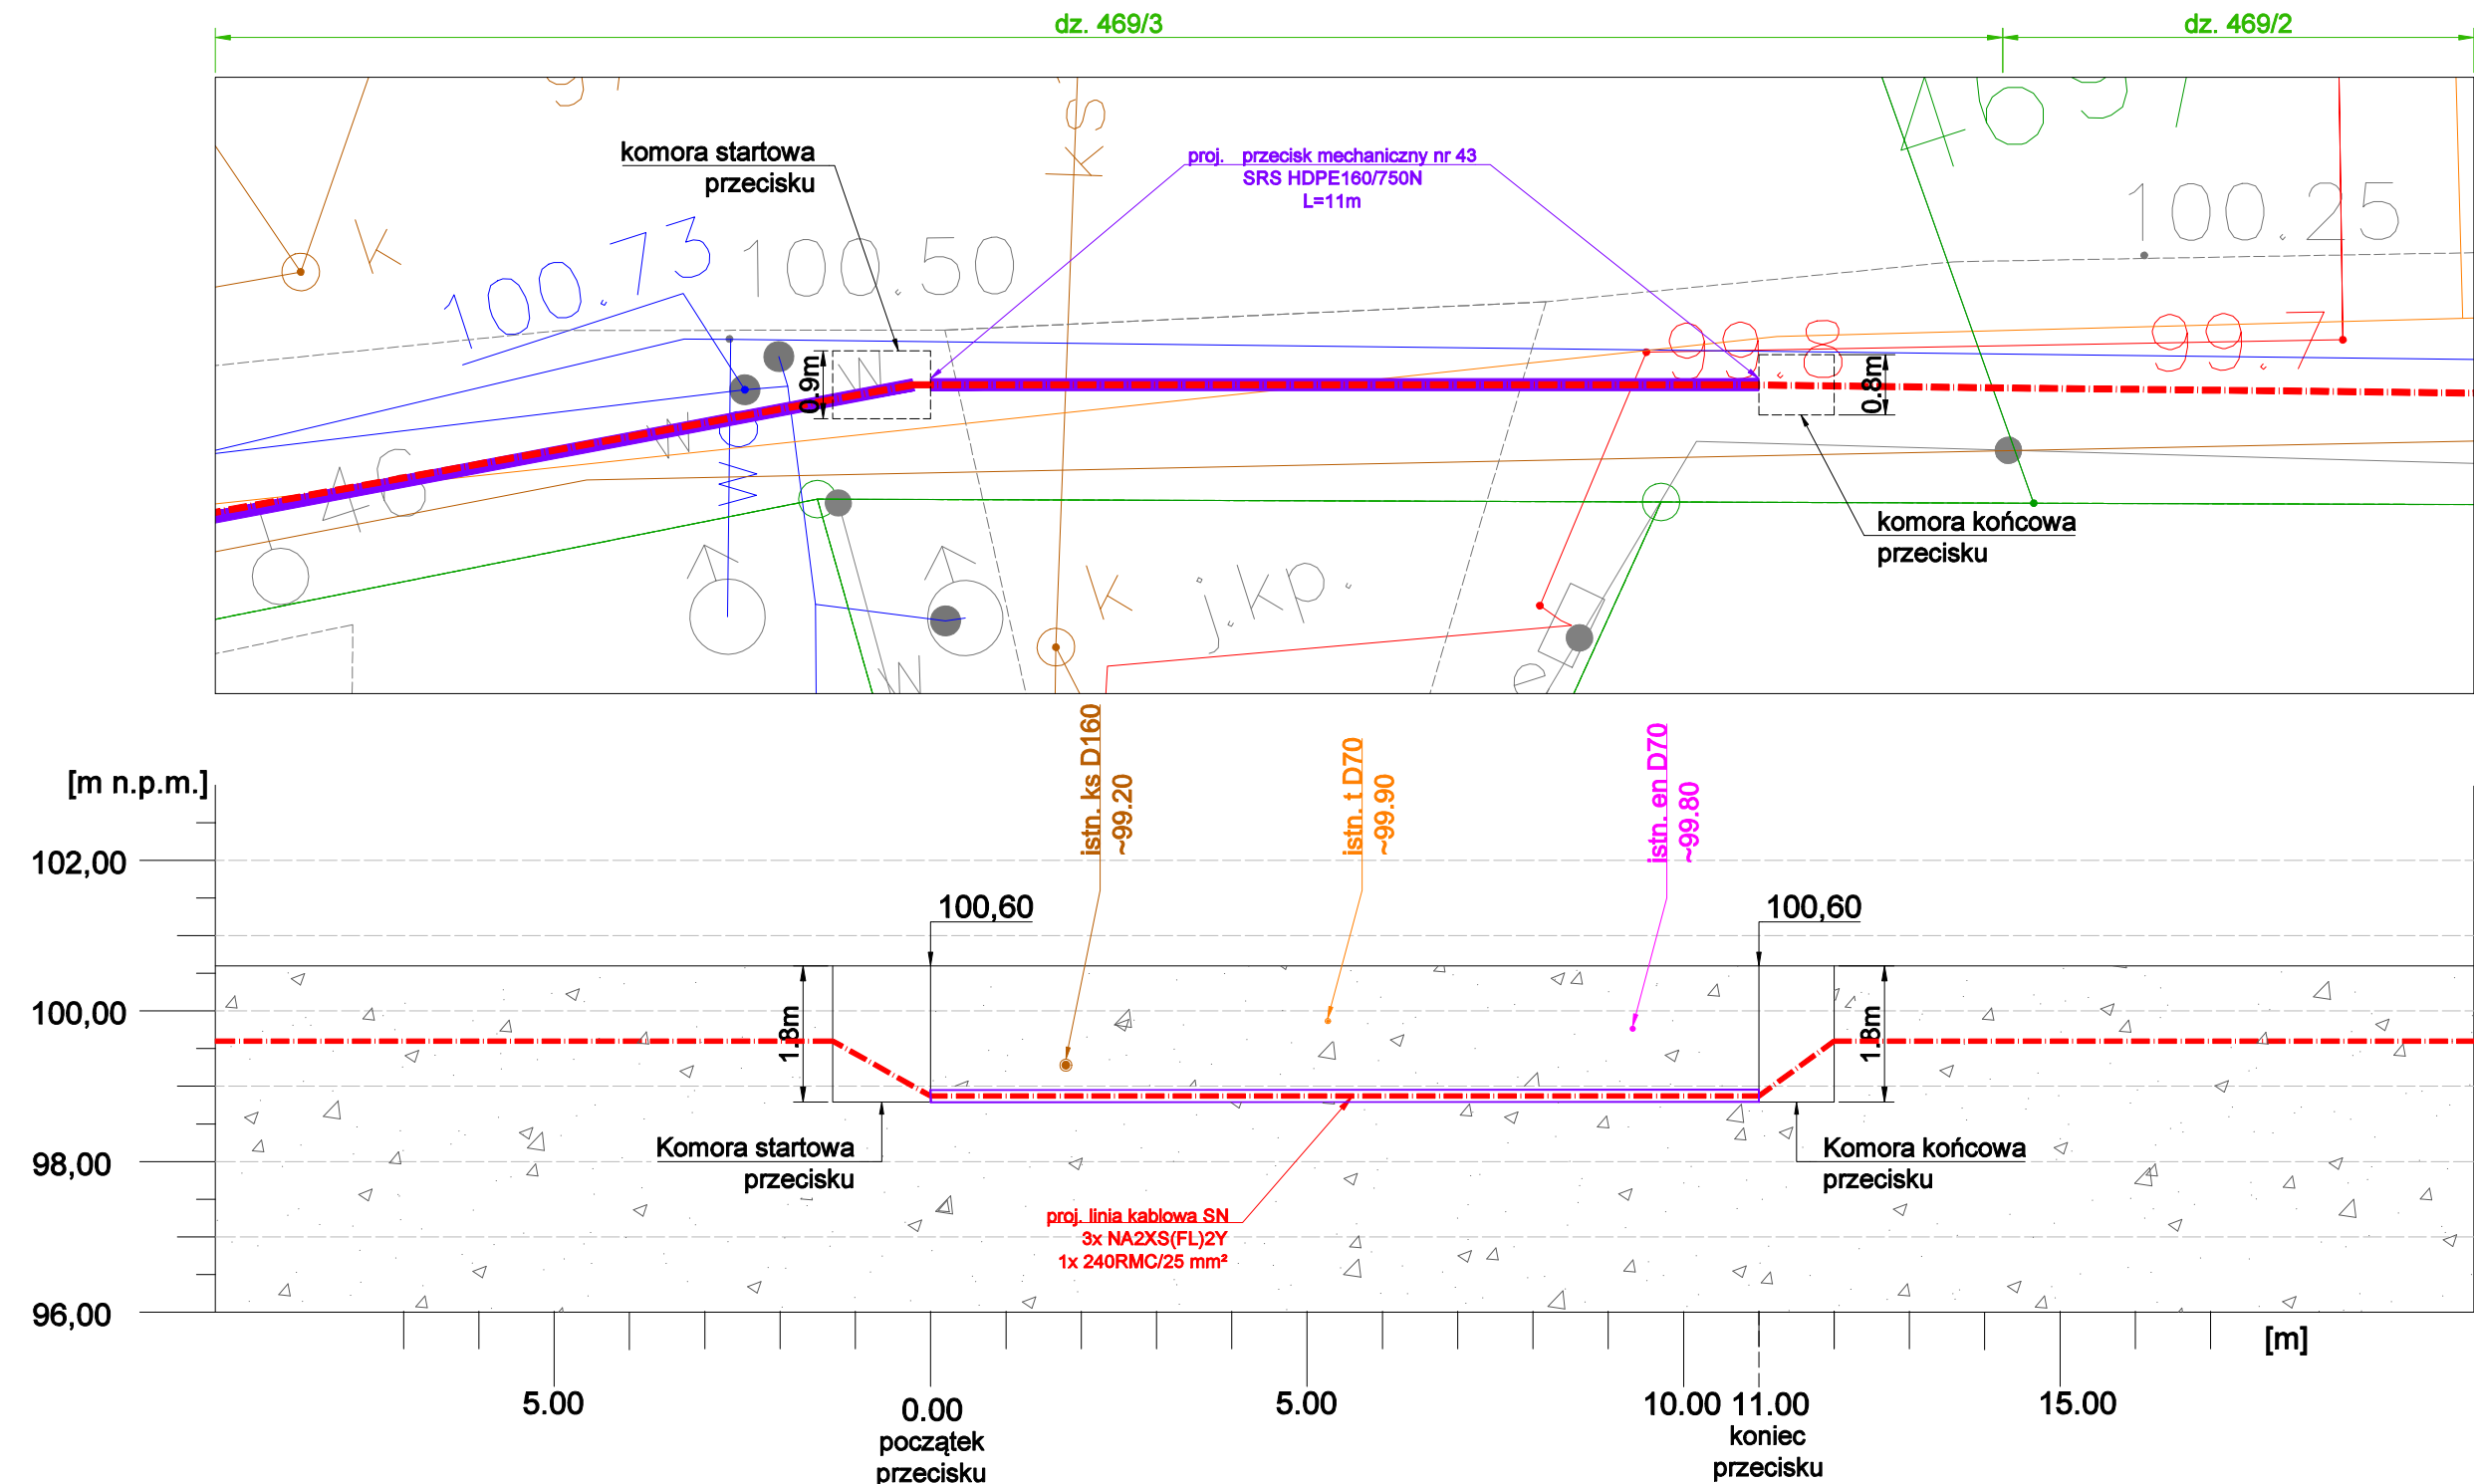 dz. 469/3
dz. 469/2
komora startowa
przecisku
proj. przecisk mechaniczny nr 43
SRS HDPE160/750N
L=11m
ks
k
100.73
100.50
100.25
99.8
99.7
0.9m
0.8m
w
w
w
46
komora końcowa
przecisku
k
j.kp.
w
e
[m n.p.m.]
istn. ks D160
~99.20
istn. t D70
~99.90
istn. en D70
~99.80
102,00
100,60
100,60
100,00
1.8m
1.8m
98,00
Komora startowa
przecisku
Komora końcowa
przecisku
proj. linia kablowa SN
3x NA2XS(FL)2Y
1x 240RMC/25 mm²
96,00
[m]
5.00
0.00
5.00
10.00
11.00
15.00
początek
przecisku
koniec
przecisku